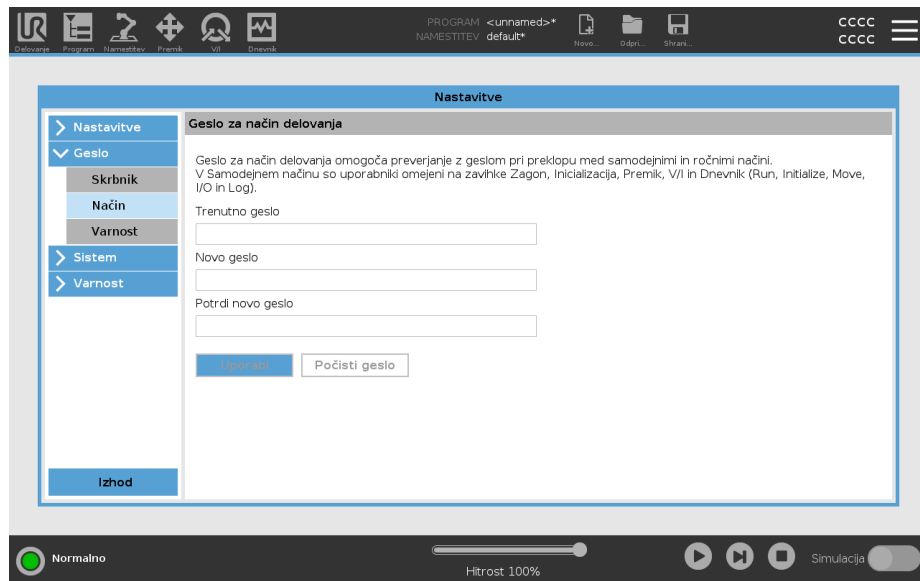 UR
PROGRAM <unnamed>*
NAMESTITEV default*
CCCC
CCCC
Delovanje Program Namestitev Premik V/I Dnevnik Novo... Odpri... Shrani...
Nastavitve
Nastavitve
Geslo
Skrbnik
Način
Varnost
Sistem
Varnost
Izhod
Geslo za način delovanja
Geslo za način delovanja omogoča preverjanje z geslom pri preklopu med samodejnimi in ročnimi načini.
V Samodejnem načinu so uporabniki omejeni na zavihke Zagon, Inicializacija, Premik, V/I in Dnevnik (Run, Initialize, Move,
I/O in Log).
Trenutno geslo
Novo geslo
Potrdi novo geslo
Uporabi Počisti geslo
Normalno
Hitrost 100%
Simulacija